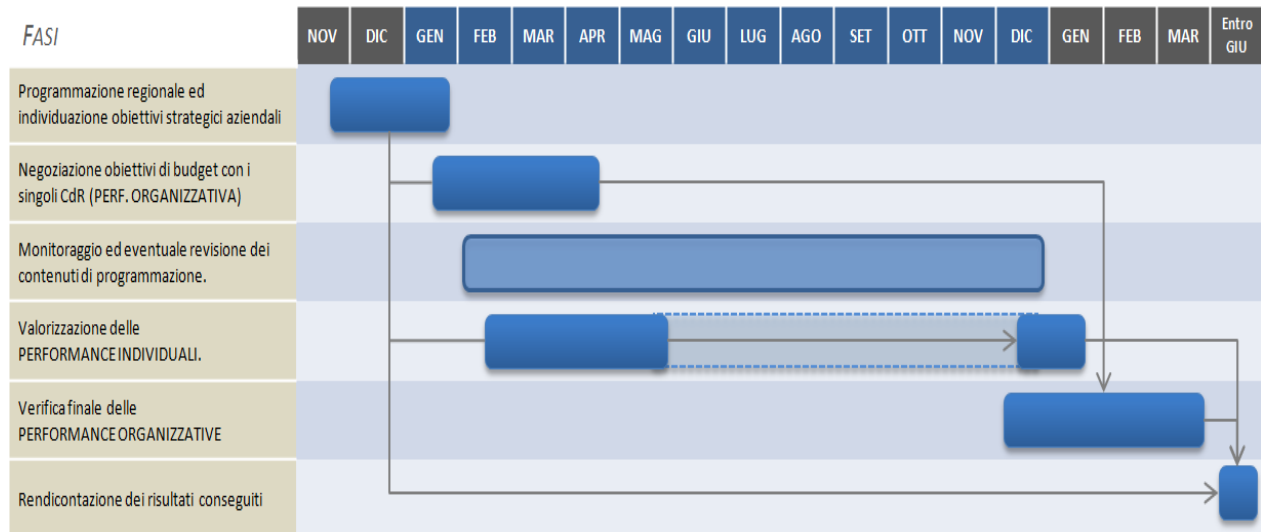 FASI
NOV DIC GEN FEB MAR APR MAG GIU LUG AGO SET OTT NOV DIC GEN FEB MAR Entro
GIU
Programmazione regionale ed
individuazione obiettivi strategici aziendali
Negoziazione obiettivi di budget con i
singoli CdR (PERF. ORGANIZZATIVA)
Monitoraggio ed eventuale revisione dei
contenuti di programmazione.
Valorizzazione delle
PERFORMANCE INDIVIDUALI.
Verifica finale delle
PERFORMANCE ORGANIZZATIVE
Rendicontazione dei risultati conseguiti